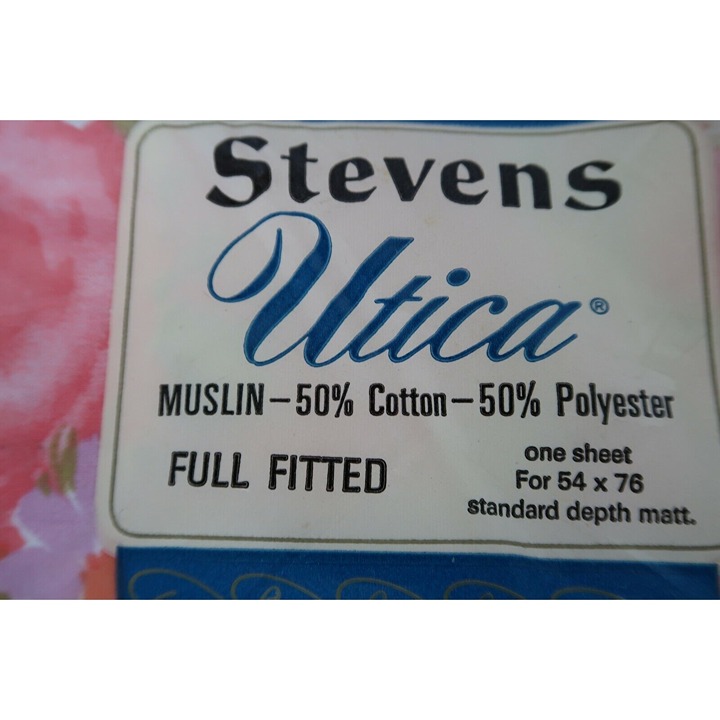 Stevens
Utica®
MUSLIN–50% Cotton–50% Polyester
FULL FITTED
one sheet
For 54 x 76
standard depth matt.